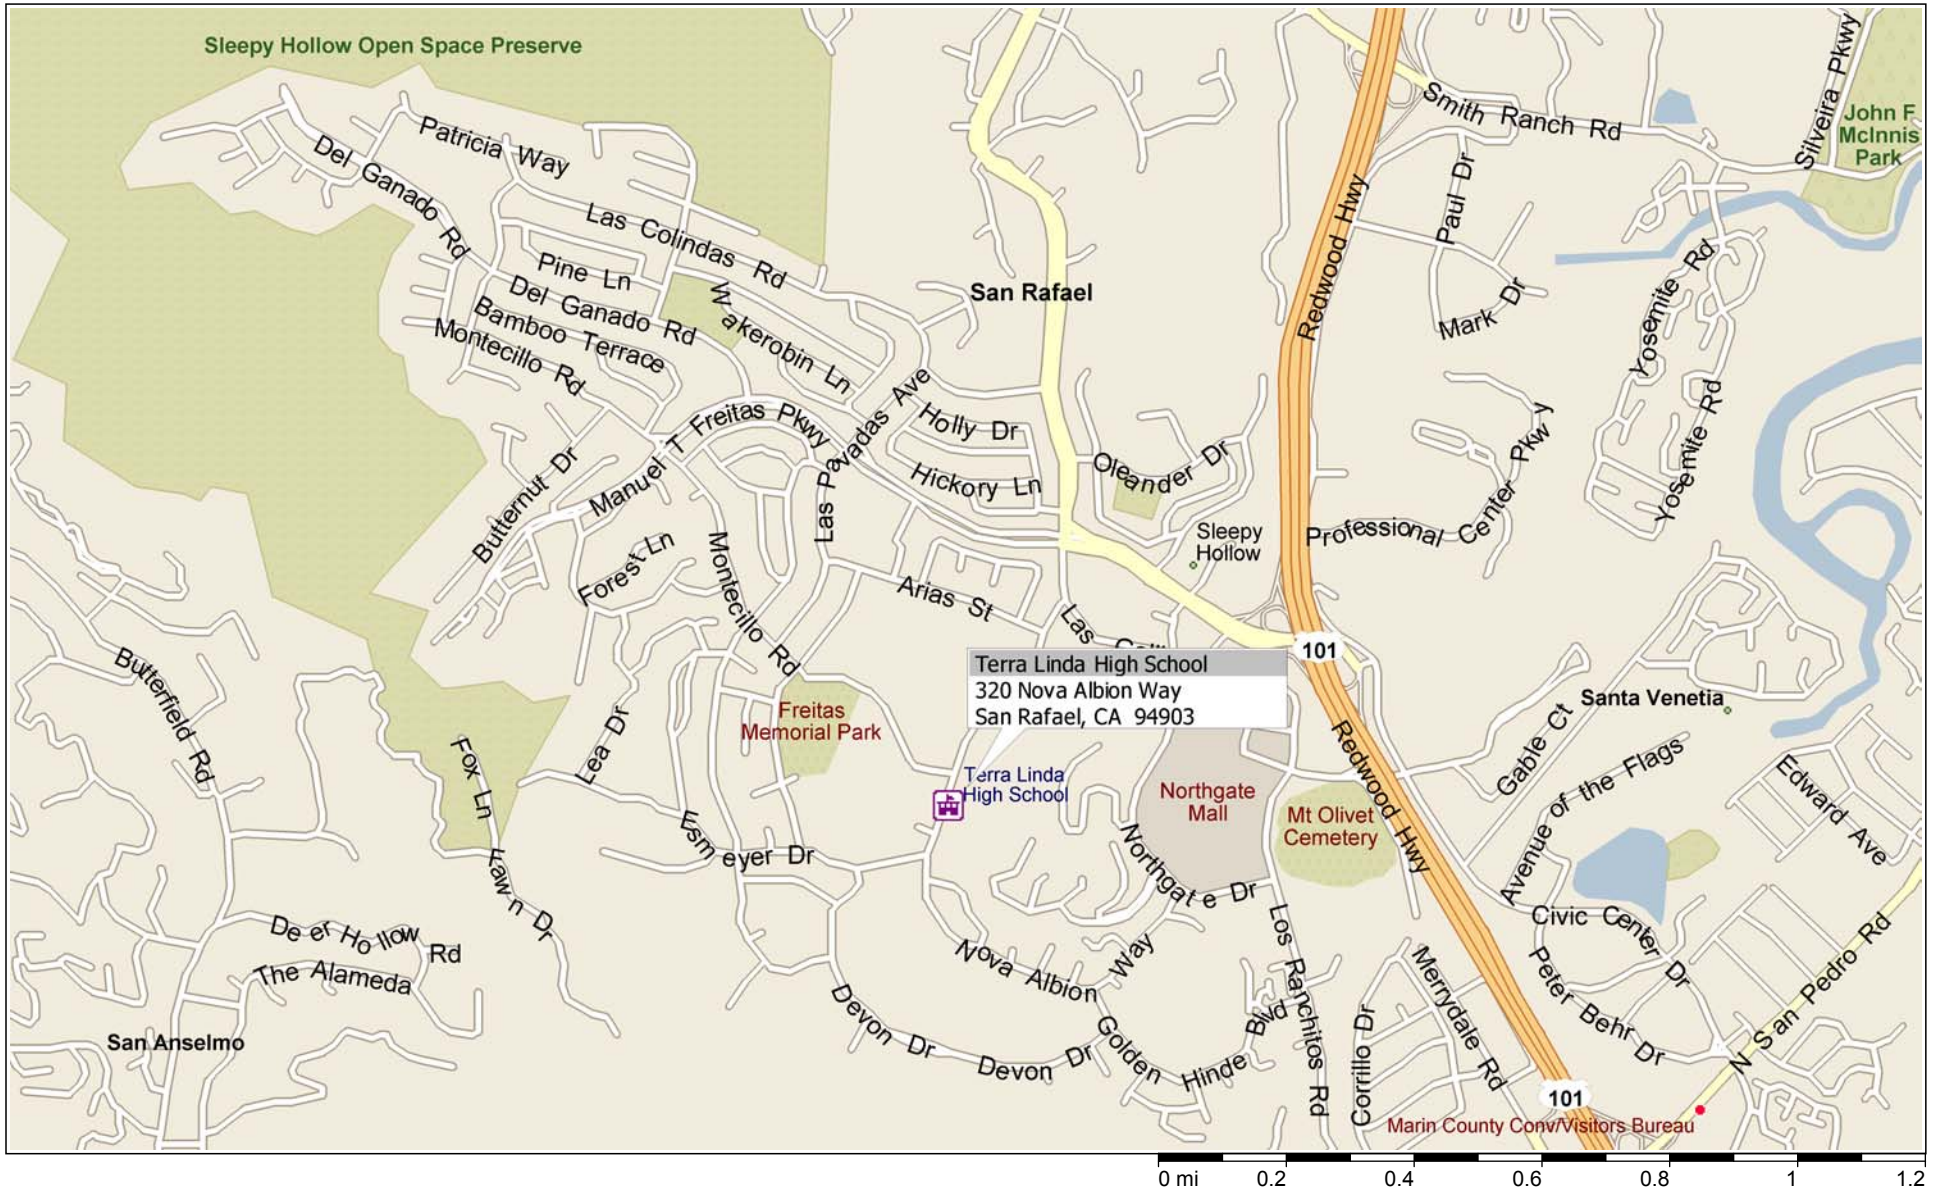 Sleepy Hollow Open Space Preserve
Patricia Way
Del Ganado Rd
Las Colindas Rd
Pine Ln
Del Ganado Rd
Bamboo Terrace
Montecillo Rd
Wakerobin Ln
San Rafael
Smith Ranch Rd
Silveira Pkwy
John F
McInnis
Park
Redwood Hwy
Paul Dr
Mark Dr
Yosemite Rd
Yosemite Rd
Manuel T Freitas Pkwy
Las Pavadas Ave
Holly Dr
Hickory Ln
Oleander Dr
Professional Center Pkwy
Butternut Dr
Sleepy
Hollow
Forest Ln
Montecillo Rd
Arias St
Las
101
Terra Linda High School
320 Nova Albion Way
San Rafael, CA 94903
Santa Venetia
Butterfield Rd
Freitas
Memorial Park
Lea Dr
Fox Ln
Terra Linda
High School
Northgate
Mall
Mt Olivet
Cemetery
Redwood Hwy
Gable Ct
Avenue of the Flags
Edward Ave
Esmeyer Dr
Northgate Dr
Fawn Dr
Deer Hollow Rd
The Alameda
Nova Albion Way
Los Ranchitos Rd
Civic Center Dr
Peter Behr Dr
N San Pedro Rd
Merrydale Rd
Corrillo Dr
Devon Dr
Devon Dr
Golden Hinde Blvd
San Anselmo
101
Marin County Conv/Visitors Bureau
0 mi 0.2 0.4 0.6 0.8 1 1.2